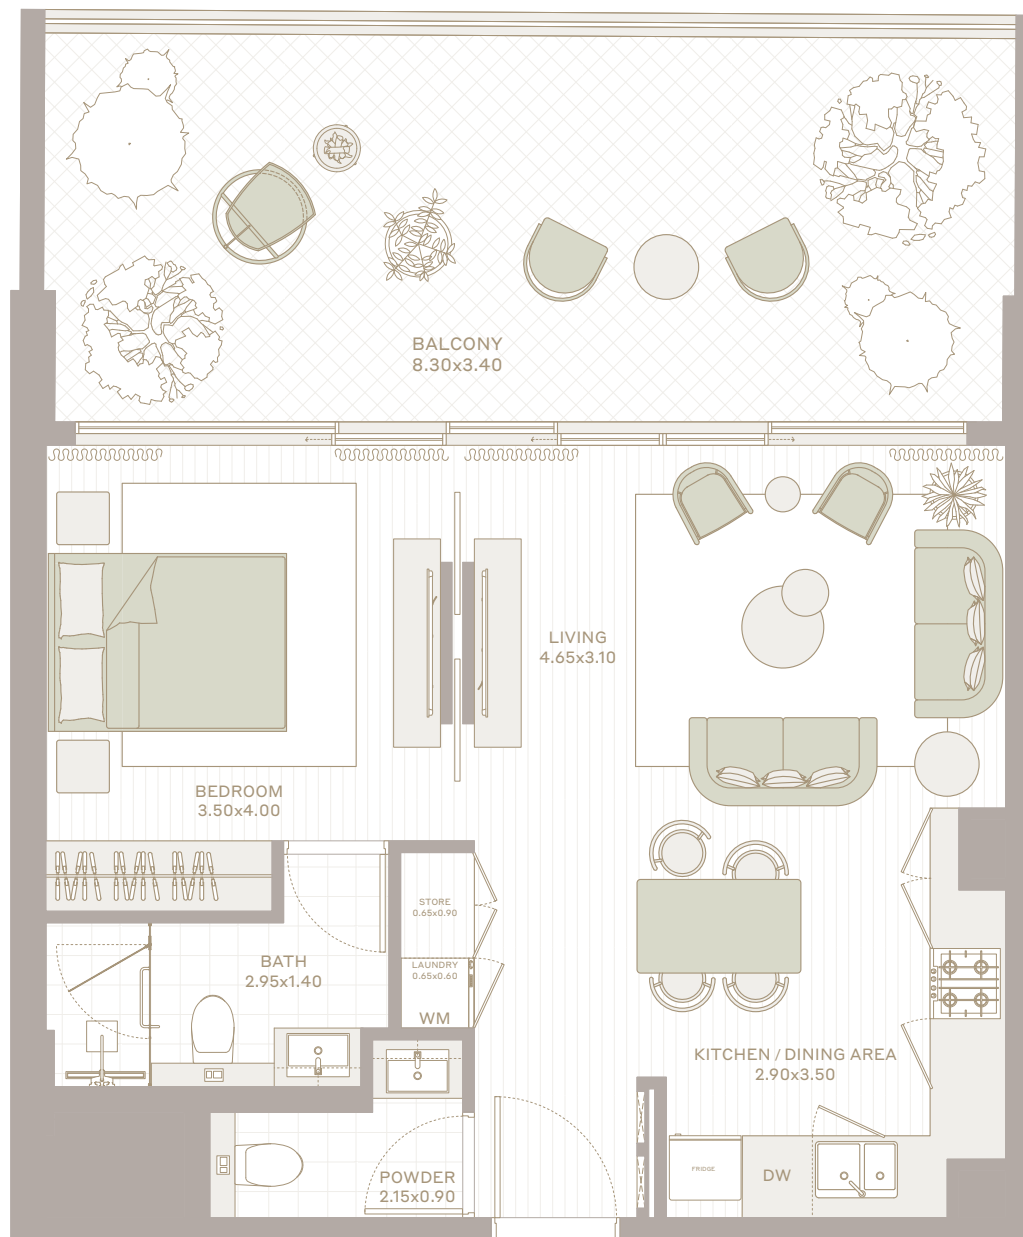 BALCONY
8.30x3.40
LIVING
4.65x3.10
BEDROOM
3.50x4.00
STORE
0.65x0.90
BATH
2.95x1.40
LAUNDRY
0.65x0.60
WM
KITCHEN / DINING AREA
2.90x3.50
FRIDGE
DW
POWDER
2.15x0.90